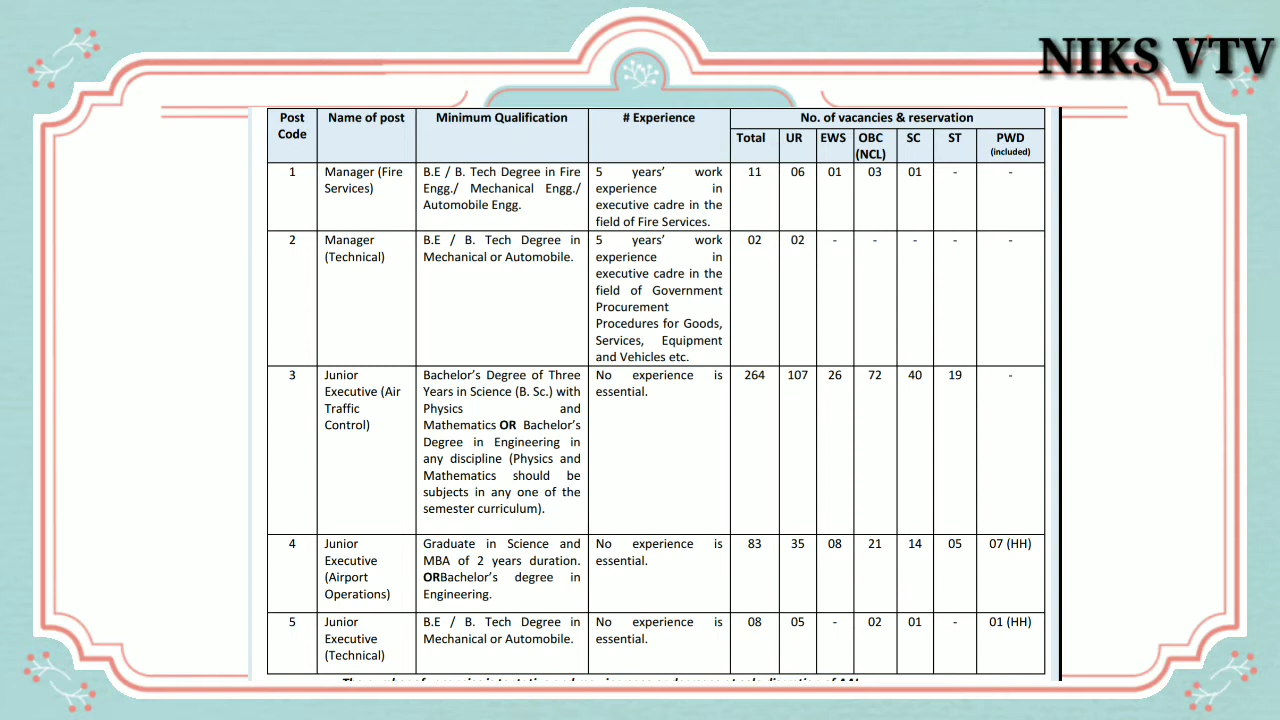 NIKS VTV
Post Code Name of post Minimum Qualification # Experience No. of vacancies & reservation
Total UR EWS OBC (NCL) SC ST PWD (included)
1 Manager (Fire Services) B.E / B. Tech Degree in Fire Engg./ Mechanical Engg./ Automobile Engg. 5 years’ work experience in executive cadre in the field of Fire Services. 11 06 01 03 01 - -
2 Manager (Technical) B.E / B. Tech Degree in Mechanical or Automobile. 5 years’ work experience in executive cadre in the field of Government Procurement Procedures for Goods, Services, Equipment and Vehicles etc. 02 02 - - - - -
3 Junior Executive (Air Traffic Control) Bachelor’s Degree of Three Years in Science (B. Sc.) with Physics and Mathematics OR Bachelor’s Degree in Engineering in any discipline (Physics and Mathematics should be subjects in any one of the semester curriculum). No experience is essential. 264 107 26 72 40 19 -
4 Junior Executive (Airport Operations) Graduate in Science and MBA of 2 years duration. ORBachelor’s degree in Engineering. No experience is essential. 83 35 08 21 14 05 07 (HH)
5 Junior Executive (Technical) B.E / B. Tech Degree in Mechanical or Automobile. No experience is essential. 08 05 - 02 01 - 01 (HH)